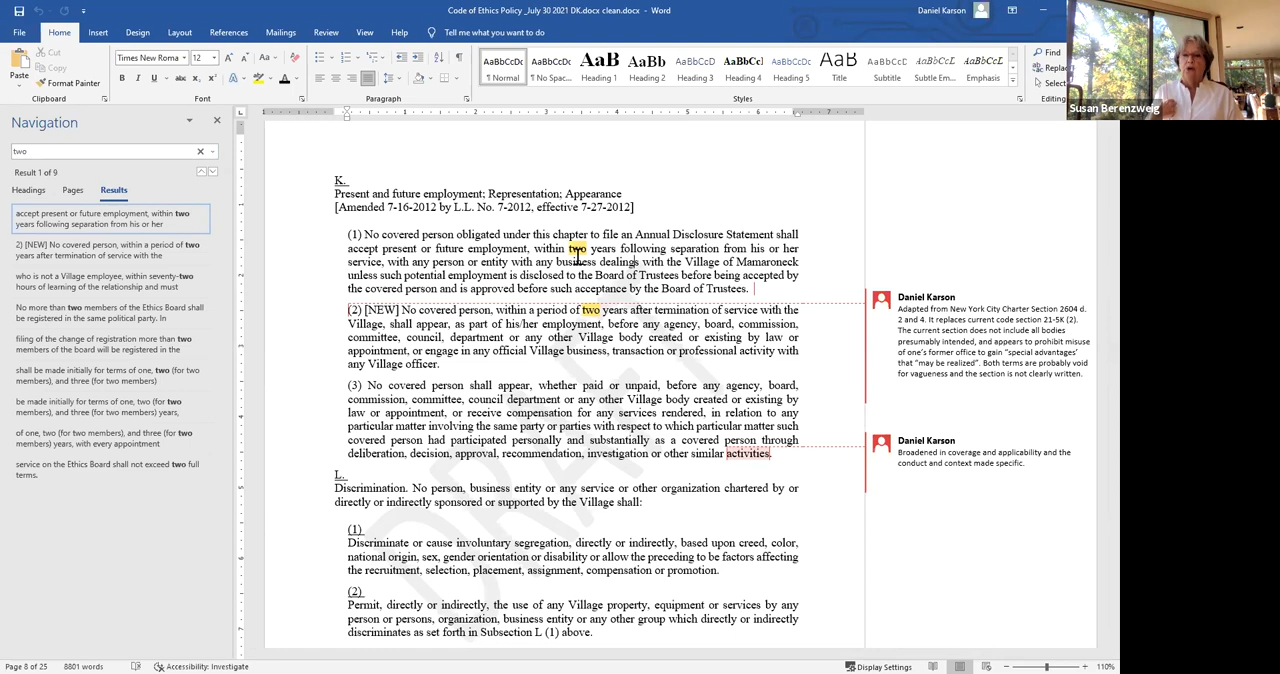 Code of Ethics Policy _July 30 2021 DK.docx clean.docx - Word
Daniel Karson
File Home Insert Design Layout References Mailings Review View Help Tell me what you want to do
Paste
Cut
Copy
Format Painter
Clipboard
Times New Roma 12
Font
Paragraph
AaBbCcDc AaBbCcDc AaBb AaBb AaBbCcD AaBbCc AaBbCcDc AaB AaBbCcD AaBbCcL AaBbCcL
¶ Normal ¶ No Spac... Heading 1 Heading 2 Heading 3 Heading 4 Heading 5 Title Subtitle Subtle Em... Emphasis
Styles
Find
Replac
Select
Editing
Susan Berenzweig
Navigation
two
Result 1 of 9
Headings Pages Results
accept present or future employment, within two
years following separation from his or her
2) [NEW] No covered person, within a period of two
years after termination of service with the
who is not a Village employee, within seventy-two
hours of learning of the relationship and must
No more than two members of the Ethics Board shall
be registered in the same political party. In
filing of the change of registration more than two
members of the board will be registered in the
shall be made initially for terms of one, two (for two
members), and three (for two members)
be made initially for terms of one, two (for two
members), and three (for two members) years,
of one, two (for two members), and three (for two
members) years, with every appointment
service on the Ethics Board shall not exceed two full
terms.
K.
Present and future employment; Representation; Appearance
[Amended 7-16-2012 by L.L. No. 7-2012, effective 7-27-2012]
(1) No covered person obligated under this chapter to file an Annual Disclosure Statement shall
accept present or future employment, within two years following separation from his or her
service, with any person or entity with any business dealings with the Village of Mamaroneck
unless such potential employment is disclosed to the Board of Trustees before being accepted by
the covered person and is approved before such acceptance by the Board of Trustees.
(2) [NEW] No covered person, within a period of two years after termination of service with the
Village, shall appear, as part of his/her employment, before any agency, board, commission,
committee, council, department or any other Village body created or existing by law or
appointment, or engage in any official Village business, transaction or professional activity with
any Village officer.
(3) No covered person shall appear, whether paid or unpaid, before any agency, board,
commission, committee, council department or any other Village body created or existing by
law or appointment, or receive compensation for any services rendered, in relation to any
particular matter involving the same party or parties with respect to which particular matter such
covered person had participated personally and substantially as a covered person through
deliberation, decision, approval, recommendation, investigation or other similar activities.
L.
Discrimination. No person, business entity or any service or other organization chartered by or
directly or indirectly sponsored or supported by the Village shall:
(1)
Discriminate or cause involuntary segregation, directly or indirectly, based upon creed, color,
national origin, sex, gender orientation or disability or allow the preceding to be factors affecting
the recruitment, selection, placement, assignment, compensation or promotion.
(2)
Permit, directly or indirectly, the use of any Village property, equipment or services by any
person or persons, organization, business entity or any other group which directly or indirectly
discriminates as set forth in Subsection L (1) above.
DRAFT
Daniel Karson
Adapted from New York City Charter Section 2604 d.
2 and 4. It replaces current code section 21-5K (2).
The current section does not include all bodies
presumably intended, and appears to prohibit misuse
of one's former office to gain "special advantages'
that "may be realized". Both terms are probably void
for vagueness and the section is not clearly written.
Daniel Karson
Broadened in coverage and applicability and the
conduct and context made specific.
Page 8 of 25 8801 words Accessibility: Investigate Display Settings 110%